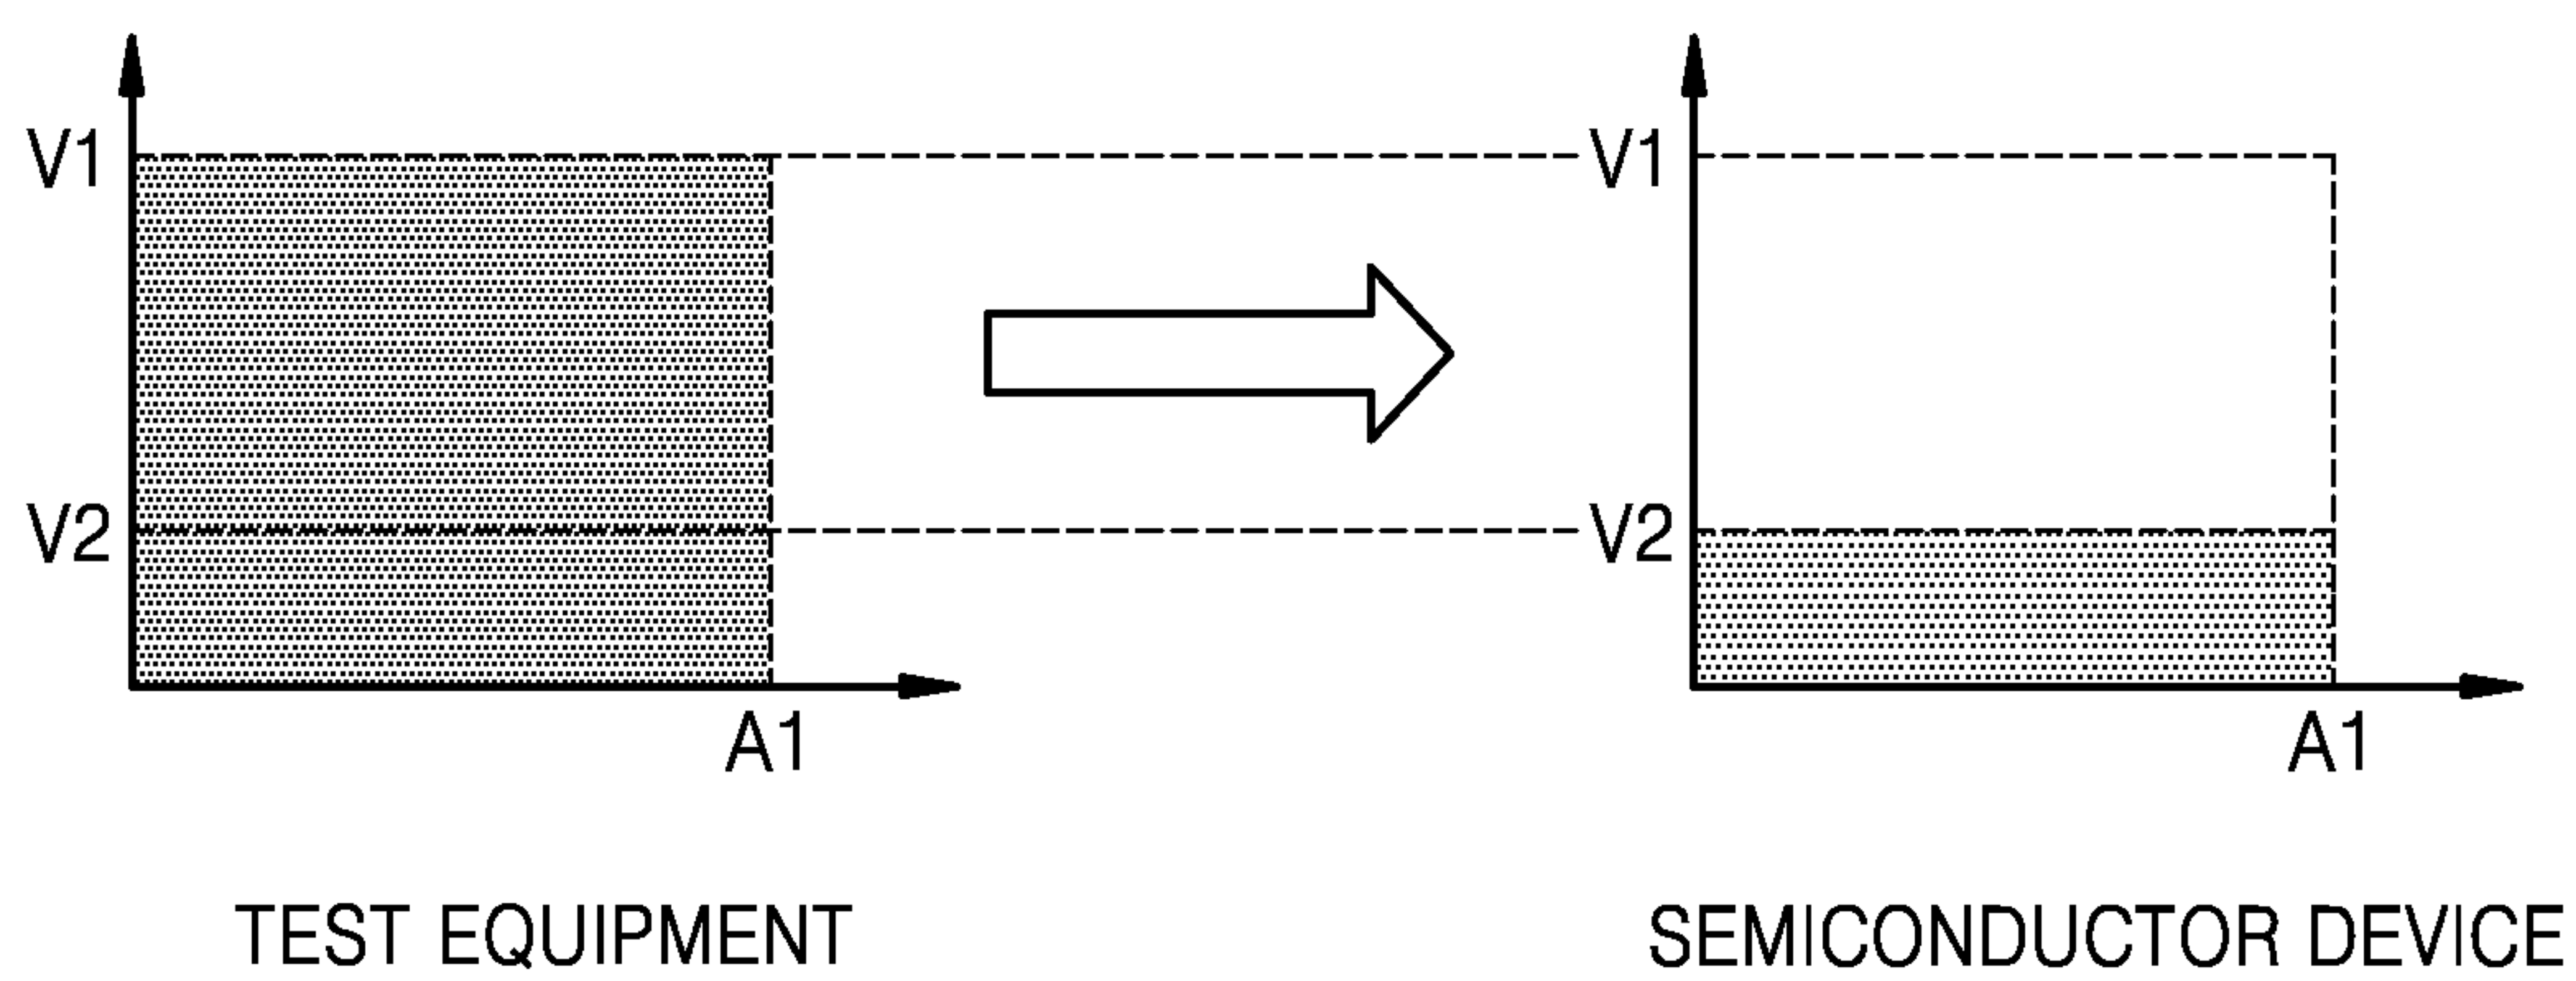 V1
V1
V2
V2
A1
A1
TEST EQUIPMENT
SEMICONDUCTOR DEVICE